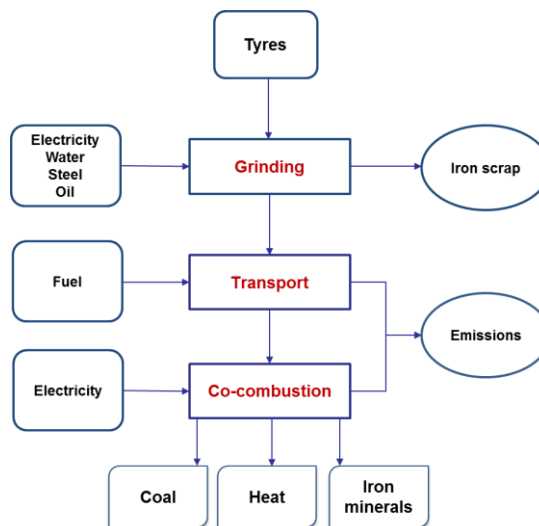 Tyres
Electricity
Water
Steel
Oil
Grinding
Iron scrap
Fuel
Transport
Emissions
Electricity
Co-combustion
Coal
Heat
Iron
minerals